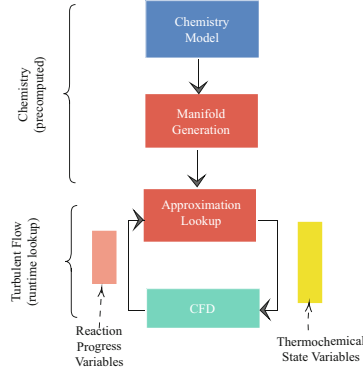 Chemistry
Model
Chemistry
(precomputed)
Manifold
Generation
Approximation
Lookup
Turbulent Flow
(runtime lookup)
CFD
Reaction
Progress
Variables
Thermochemical
State Variables